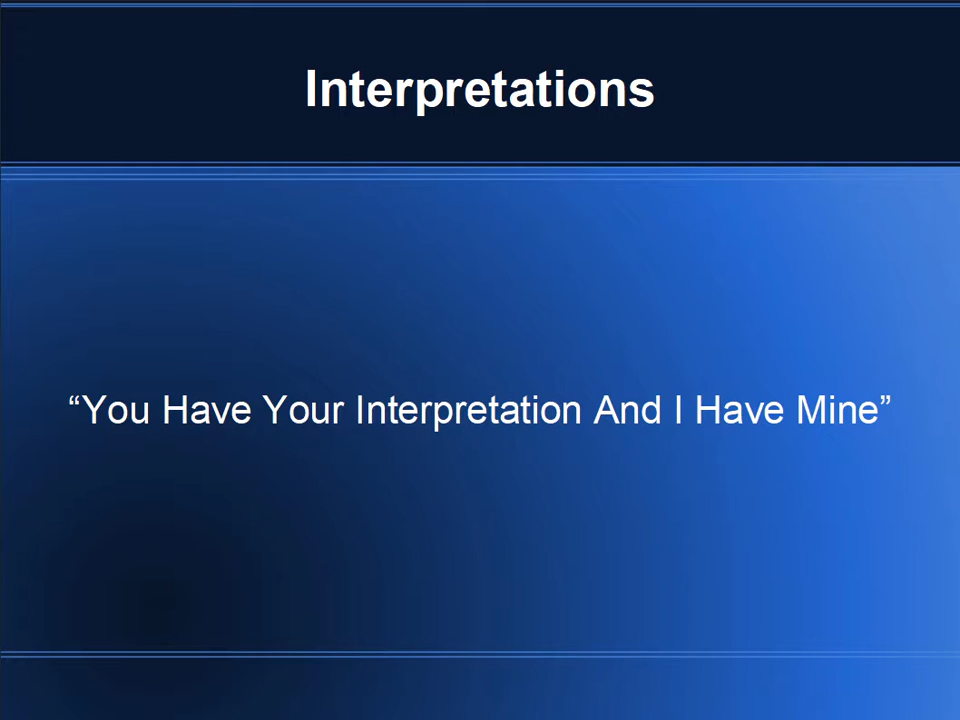 Interpretations
“You Have Your Interpretation And I Have Mine”